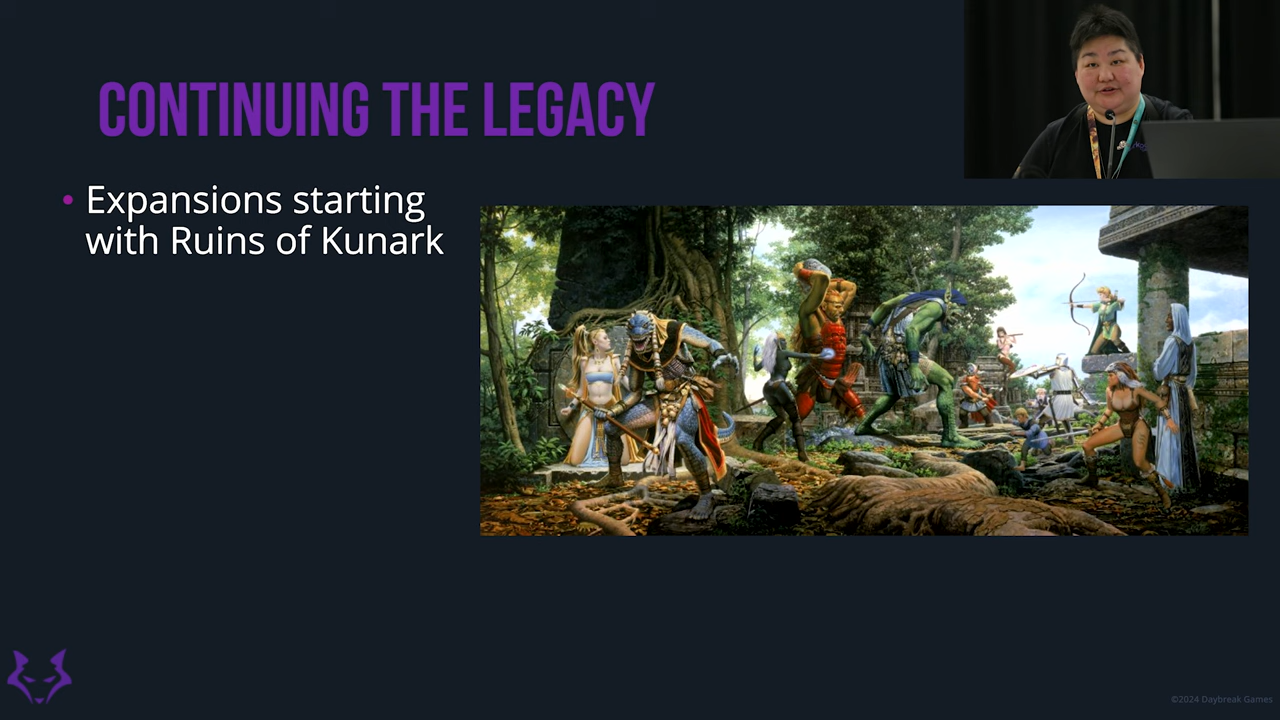 CONTINUING THE LEGACY
• Expansions starting
with Ruins of Kunark
©2024 Daybreak Games